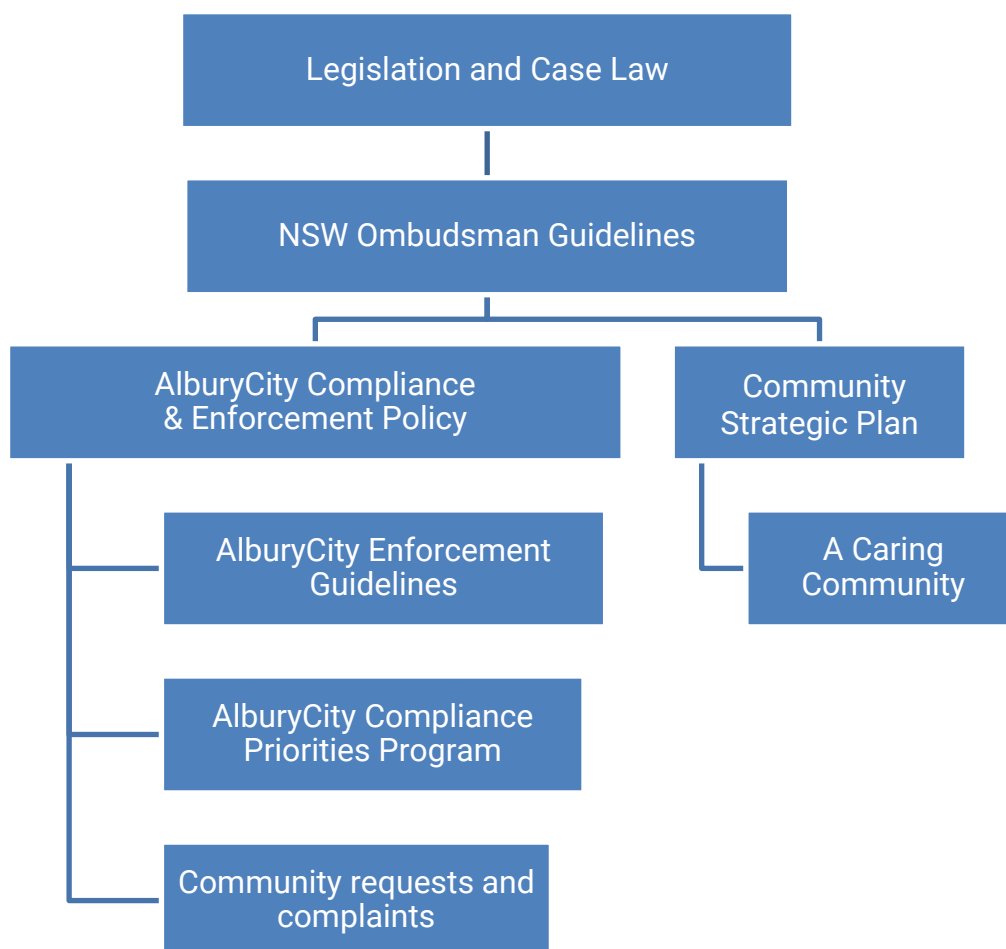 Legislation and Case Law
NSW Ombudsman Guidelines
AlburyCity Compliance
& Enforcement Policy
Community
Strategic Plan
AlburyCity Enforcement
Guidelines
A Caring
Community
AlburyCity Compliance
Priorities Program
Community requests and
complaints